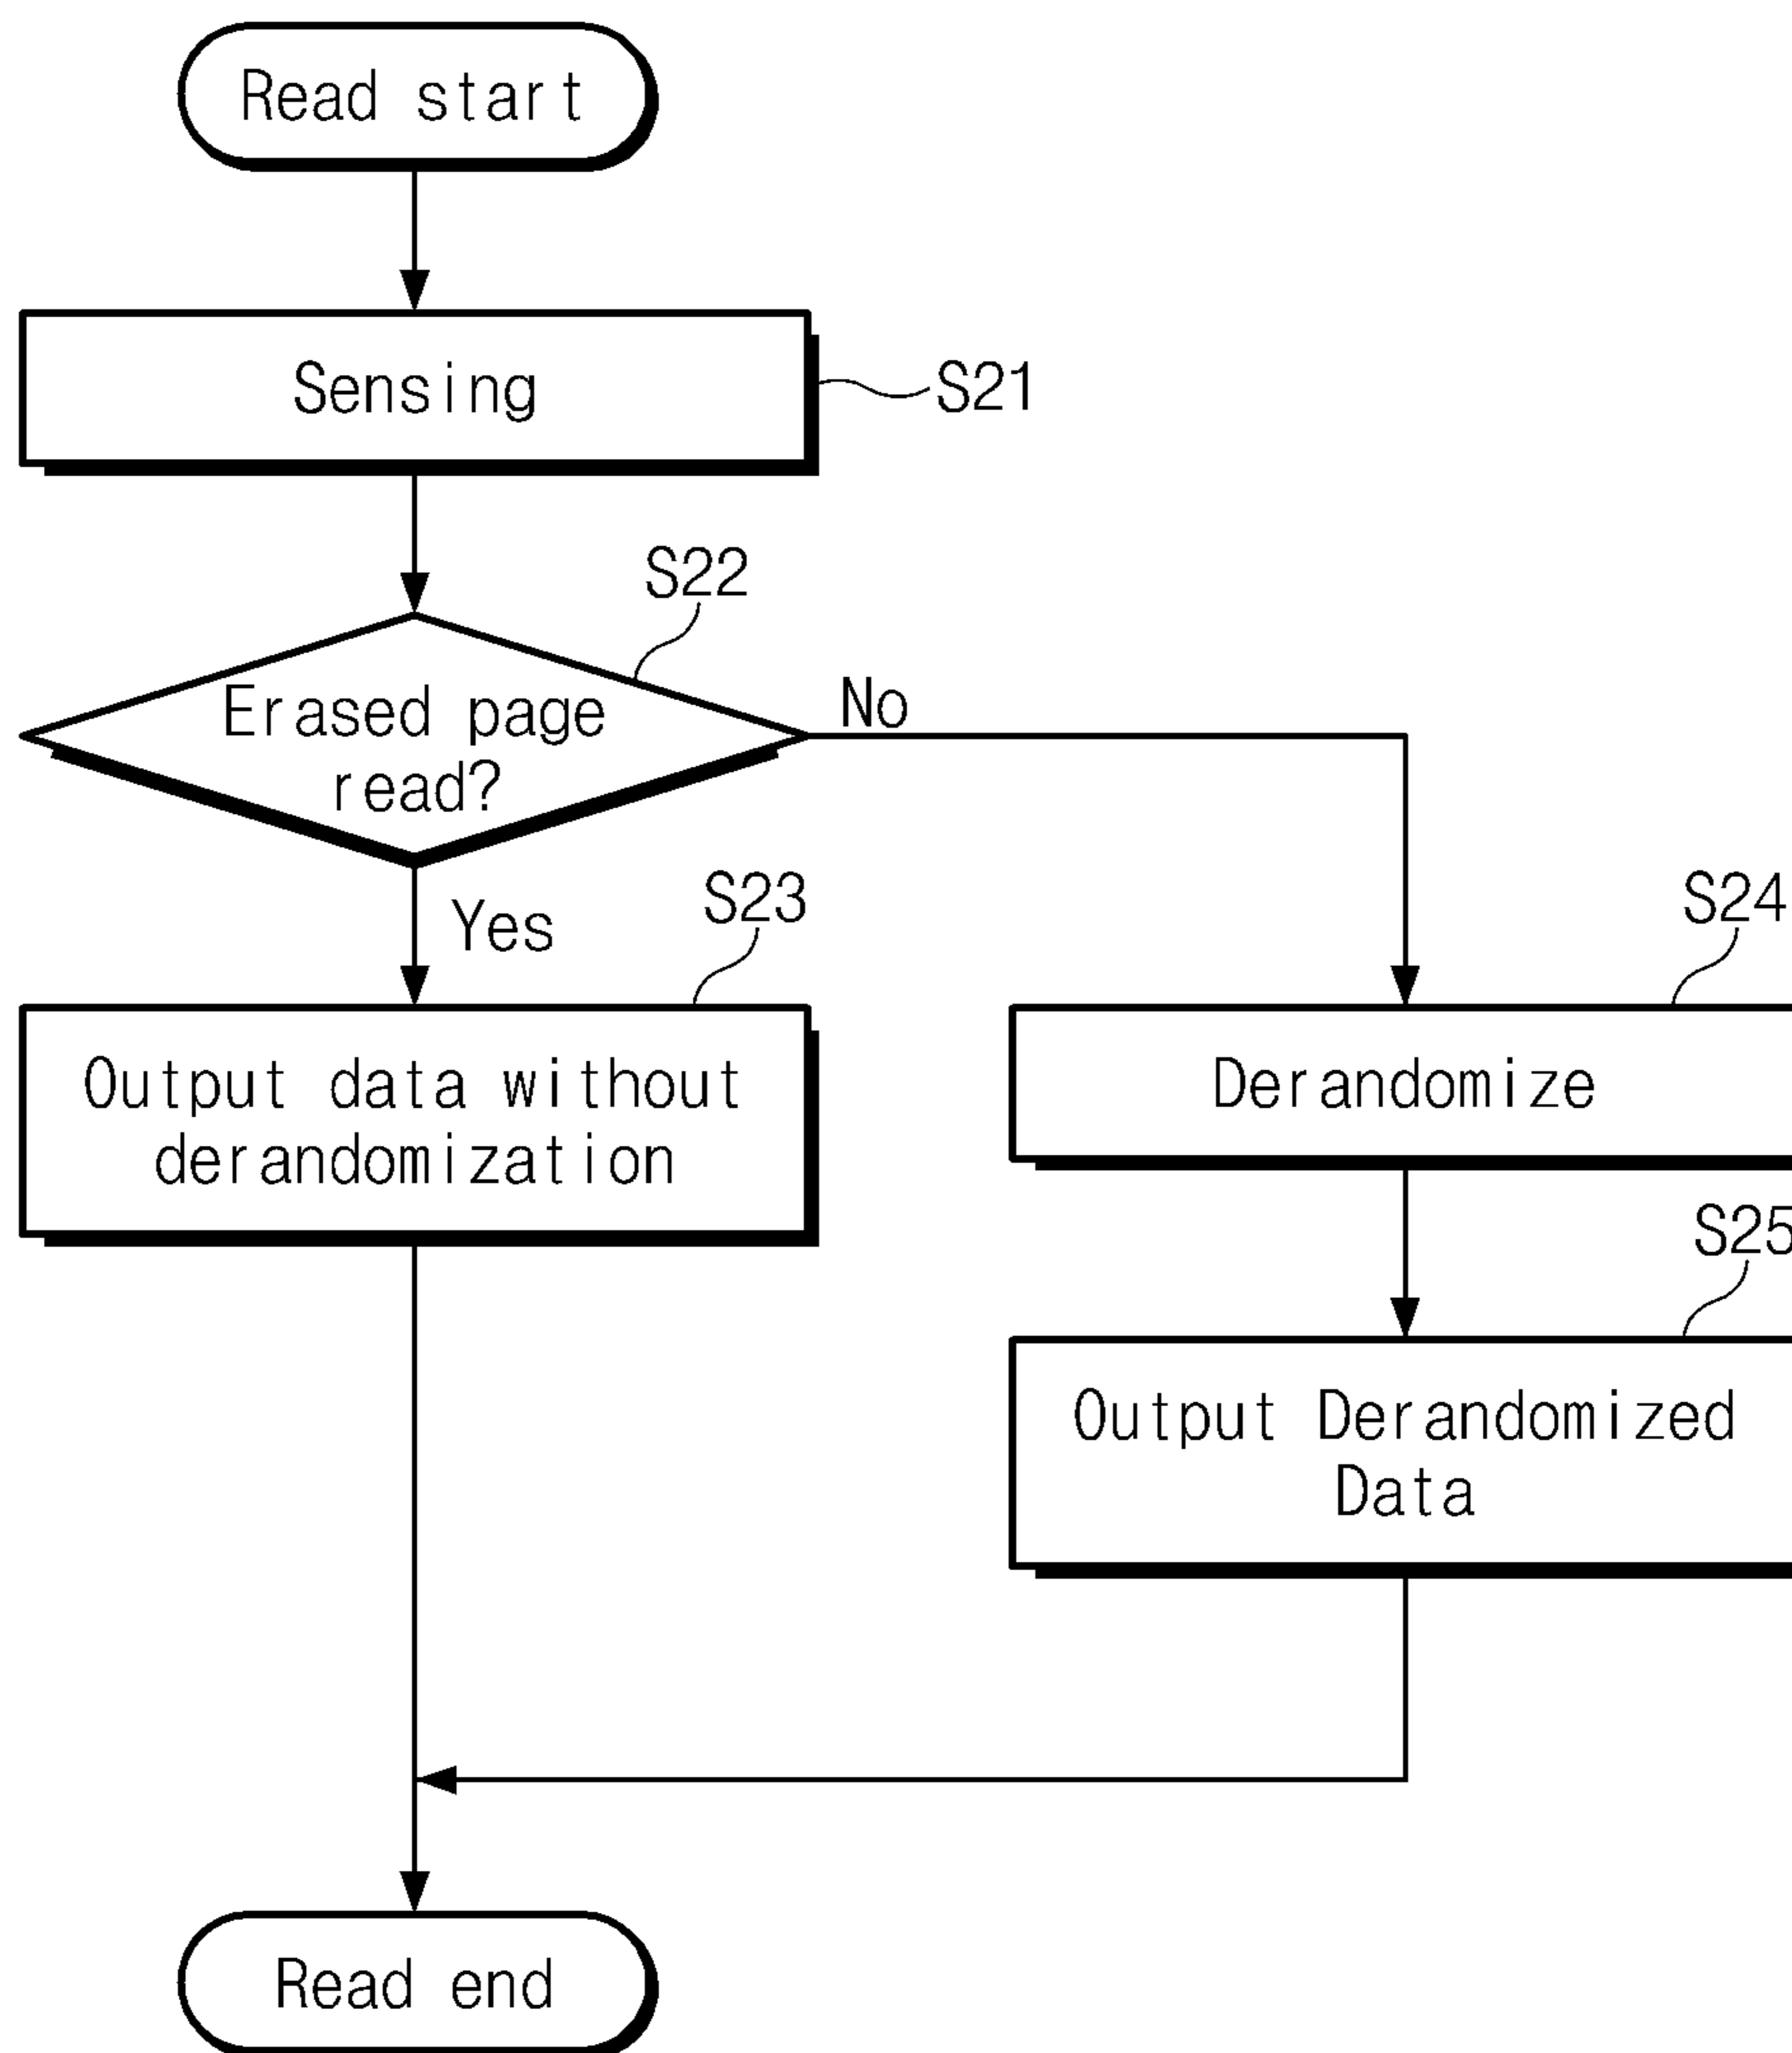 Read start
Sensing
S21
S22
Erased page
read?
No
Yes
S23
S24
Output data without
derandomization
Derandomize
S25
Output Derandomized
Data
Read end